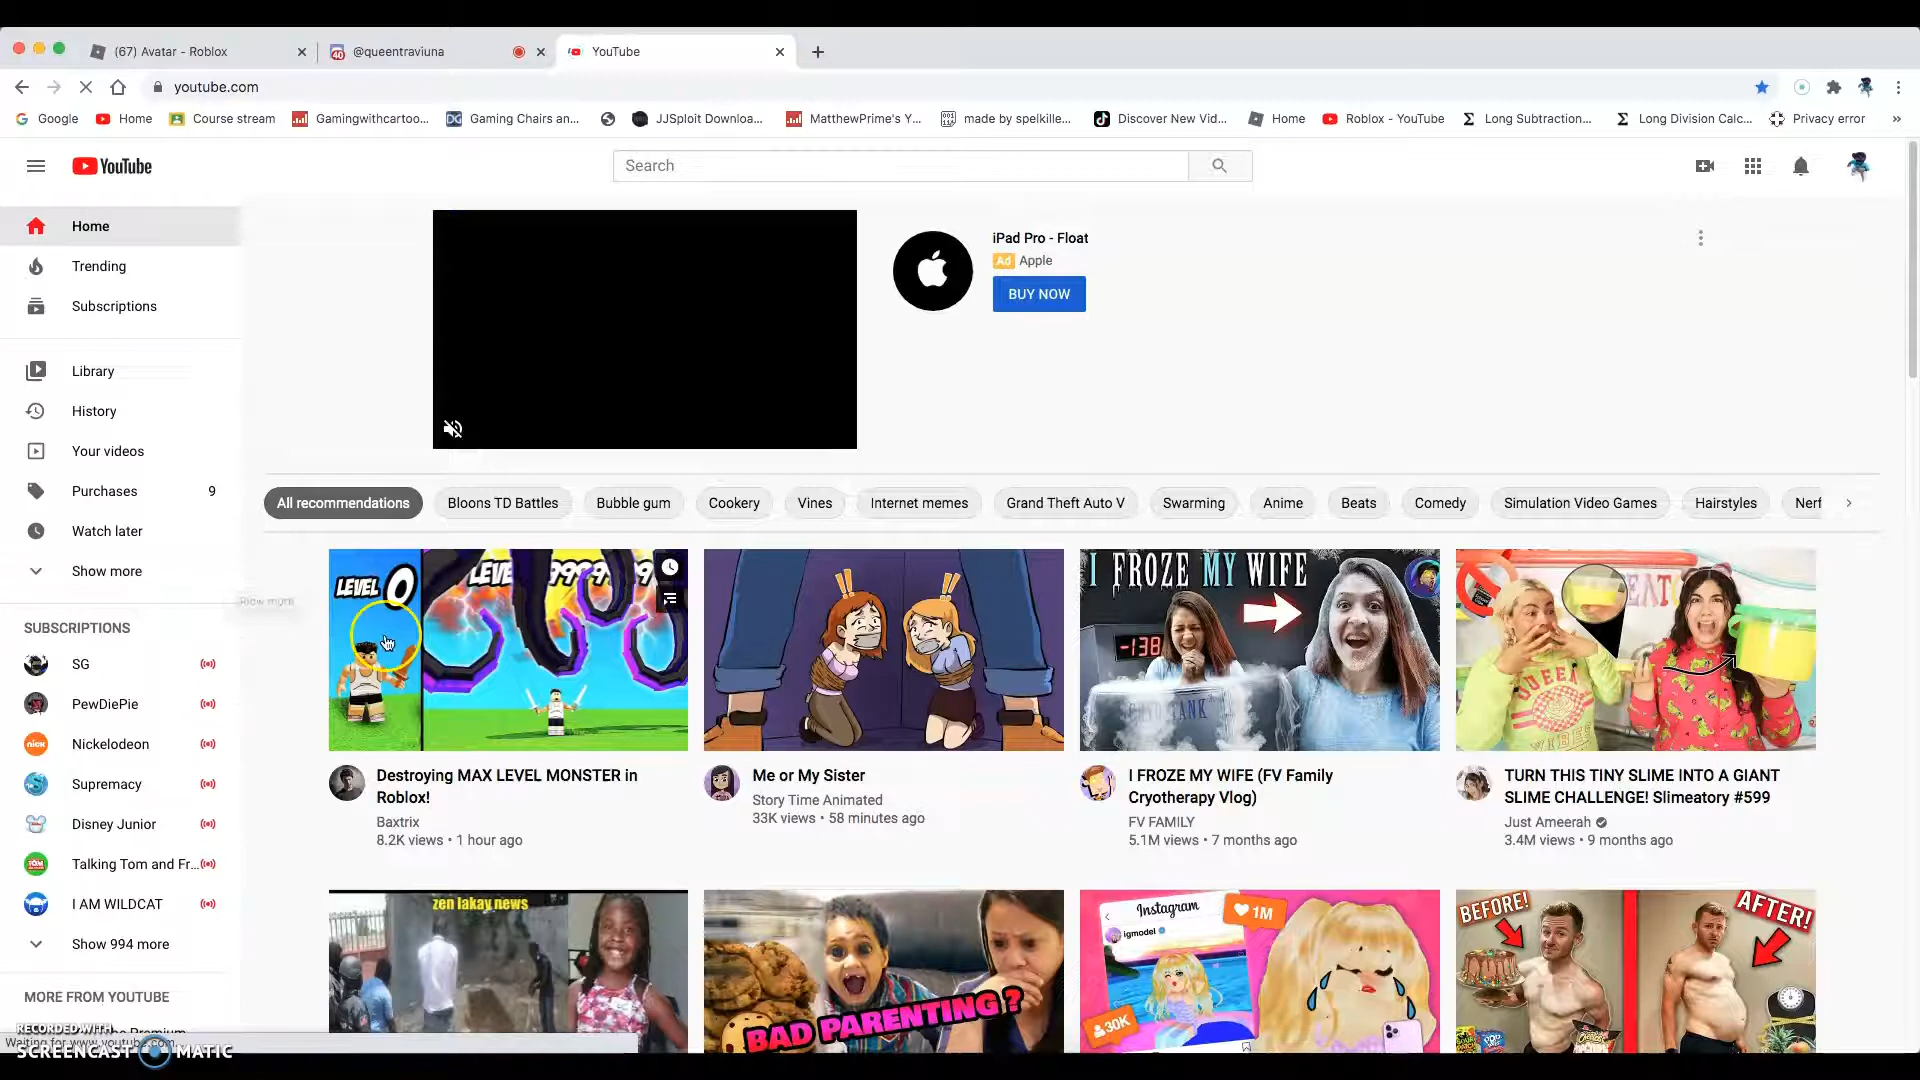 (67) Avatar - Roblox
@queentraviuna
YouTube
youtube.com
Google
Home
Course stream
Gamingwithcartoo...
Gaming Chairs an...
JJSploit Downloa...
MatthewPrime's Y...
made by spelkille...
Discover New Vid...
Home
Roblox - YouTube
Long Subtraction...
Long Division Calc...
Privacy error
»
YouTube
Search
Home
Trending
Subscriptions
Library
History
Your videos
Purchases 9
Watch later
Show more
Show more
SUBSCRIPTIONS
SG
PewDiePie
Nickelodeon
Supremacy
Disney Junior
Talking Tom and Fr...
I AM WILDCAT
Show 994 more
MORE FROM YOUTUBE
iPad Pro - Float
Ad Apple
BUY NOW
All recommendations
Bloons TD Battles
Bubble gum
Cookery
Vines
Internet memes
Grand Theft Auto V
Swarming
Anime
Beats
Comedy
Simulation Video Games
Hairstyles
Nerf
LEVEL 0
Destroying MAX LEVEL MONSTER in
Roblox!
Baxtrix
8.2K views • 1 hour ago
Me or My Sister
Story Time Animated
33K views • 58 minutes ago
I FROZE MY WIFE
-138
I FROZE MY WIFE (FV Family
Cryotherapy Vlog)
FV FAMILY
5.1M views • 7 months ago
QUEEN
TURN THIS TINY SLIME INTO A GIANT
SLIME CHALLENGE! Slimeatory #599
Just Ameerah
3.4M views • 9 months ago
zen lakay news
BAD PARENTING ?
Instagram
igmodel
1M
30K
BEFORE!
AFTER!
Waiting for www.youtube.com...
RECORDED WITH
SCREENCAST MATIC